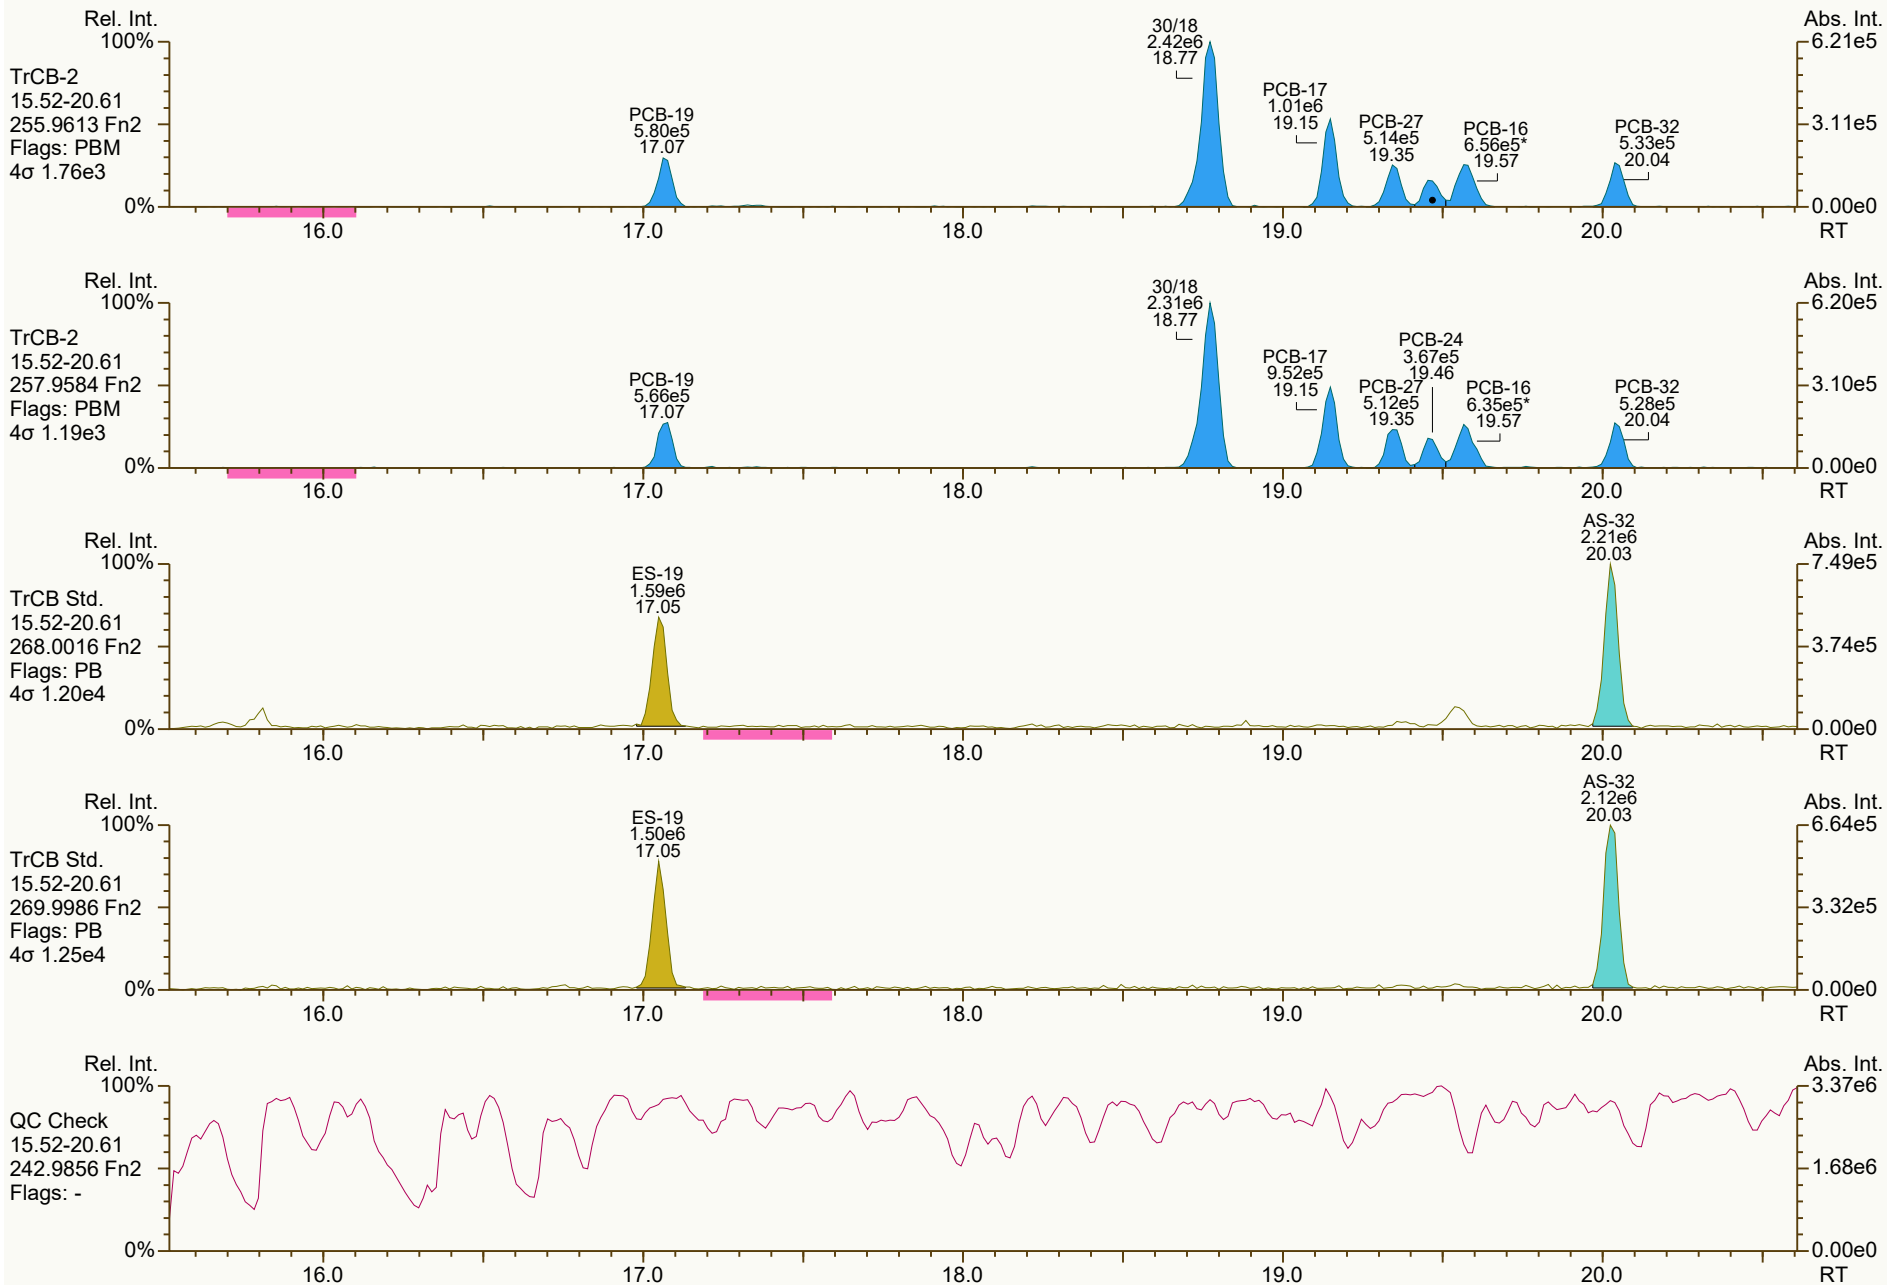 Rel. Int.
Abs. Int.
100%
6.21e5
TrCB-2
15.52-20.61
255.9613 Fn2
Flags: PBM
4σ 1.76e3
PCB-19
5.80e5
17.07
30/18
2.42e6
18.77
PCB-17
1.01e6
19.15
PCB-27
5.14e5
19.35
PCB-16
6.56e5*
19.57
PCB-32
5.33e5
20.04
3.11e5
0%
0.00e0
16.0 17.0 18.0 19.0 20.0 RT
Rel. Int.
Abs. Int.
100%
6.20e5
TrCB-2
15.52-20.61
257.9584 Fn2
Flags: PBM
4σ 1.19e3
PCB-19
5.66e5
17.07
30/18
2.31e6
18.77
PCB-17
9.52e5
19.15
PCB-27
5.12e5
19.35
PCB-24
3.67e5
19.46
PCB-16
6.35e5*
19.57
PCB-32
5.28e5
20.04
3.10e5
0%
0.00e0
16.0 17.0 18.0 19.0 20.0 RT
Rel. Int.
Abs. Int.
100%
7.49e5
TrCB Std.
15.52-20.61
268.0016 Fn2
Flags: PB
4σ 1.20e4
ES-19
1.59e6
17.05
AS-32
2.21e6
20.03
3.74e5
0%
0.00e0
16.0 17.0 18.0 19.0 20.0 RT
Rel. Int.
Abs. Int.
100%
6.64e5
TrCB Std.
15.52-20.61
269.9986 Fn2
Flags: PB
4σ 1.25e4
ES-19
1.50e6
17.05
AS-32
2.12e6
20.03
3.32e5
0%
0.00e0
16.0 17.0 18.0 19.0 20.0 RT
Rel. Int.
Abs. Int.
100%
3.37e6
QC Check
15.52-20.61
242.9856 Fn2
Flags: -
1.68e6
0%
0.00e0
16.0 17.0 18.0 19.0 20.0 RT